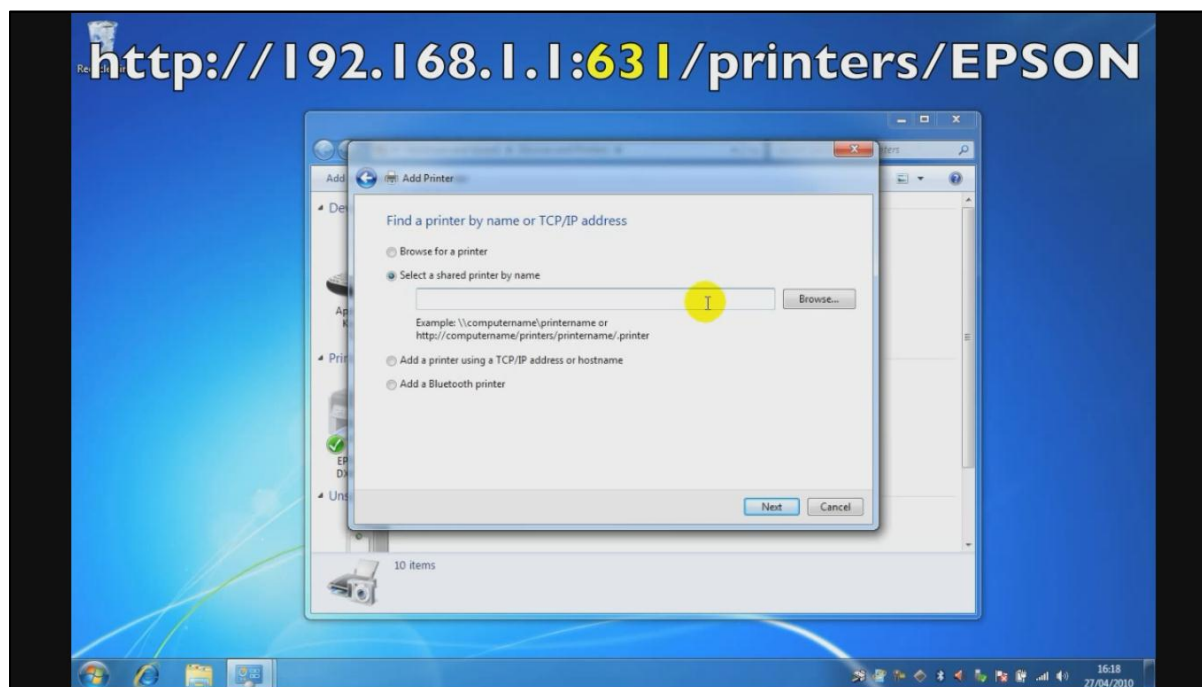 http://192.168.1.1:631/printers/EPSON
Add Printer
Find a printer by name or TCP/IP address
Browse for a printer
Select a shared printer by name
Browse...
Example: \\computername\printername or
http://computername/printers/printername/.printer
Add a printer using a TCP/IP address or hostname
Add a Bluetooth printer
Next
Cancel
10 items
16:18
27/04/2010